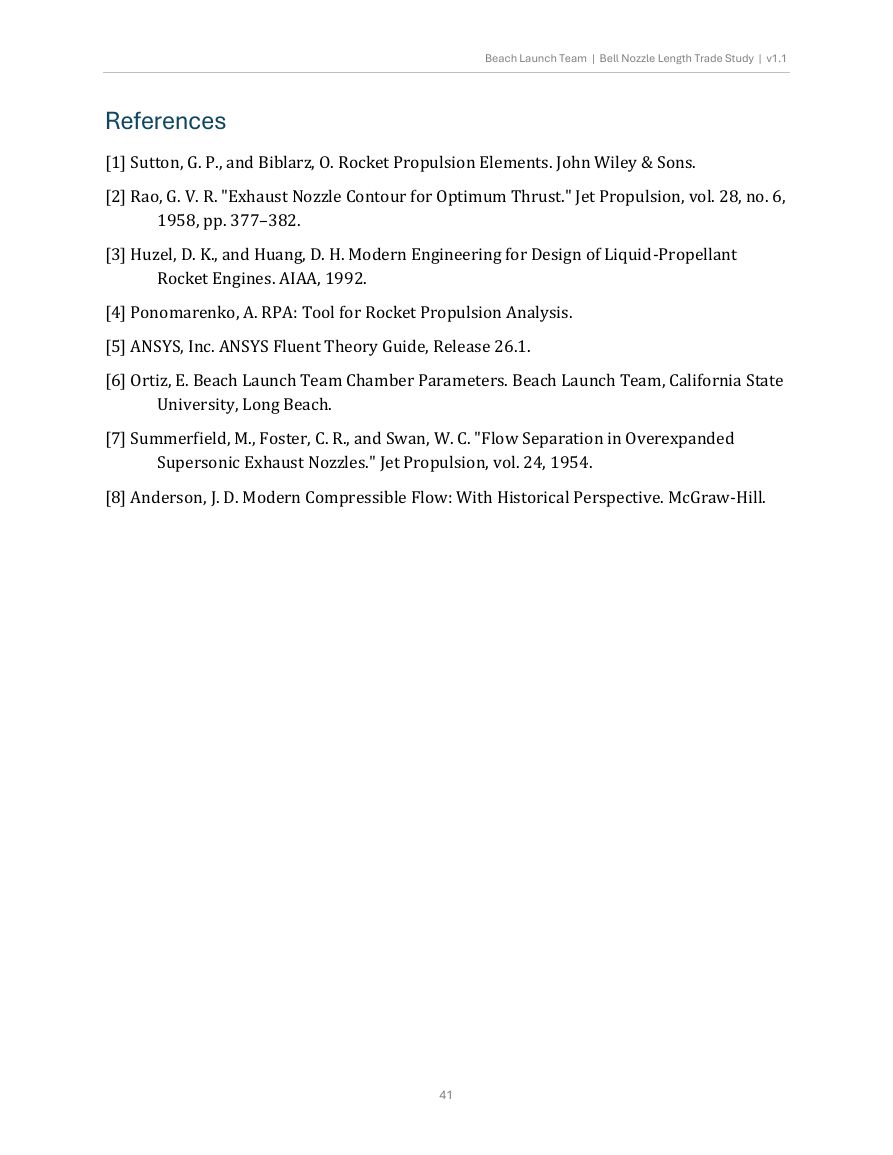 Beach Launch Team | Bell Nozzle Length Trade Study | v1.1
References
[1] Sutton, G. P., and Biblarz, O. Rocket Propulsion Elements. John Wiley & Sons.
[2] Rao, G. V. R. "Exhaust Nozzle Contour for Optimum Thrust." Jet Propulsion, vol. 28, no. 6,
1958, pp. 377–382.
[3] Huzel, D. K., and Huang, D. H. Modern Engineering for Design of Liquid-Propellant
Rocket Engines. AIAA, 1992.
[4] Ponomarenko, A. RPA: Tool for Rocket Propulsion Analysis.
[5] ANSYS, Inc. ANSYS Fluent Theory Guide, Release 26.1.
[6] Ortiz, E. Beach Launch Team Chamber Parameters. Beach Launch Team, California State
University, Long Beach.
[7] Summerfield, M., Foster, C. R., and Swan, W. C. "Flow Separation in Overexpanded
Supersonic Exhaust Nozzles." Jet Propulsion, vol. 24, 1954.
[8] Anderson, J. D. Modern Compressible Flow: With Historical Perspective. McGraw-Hill.
41